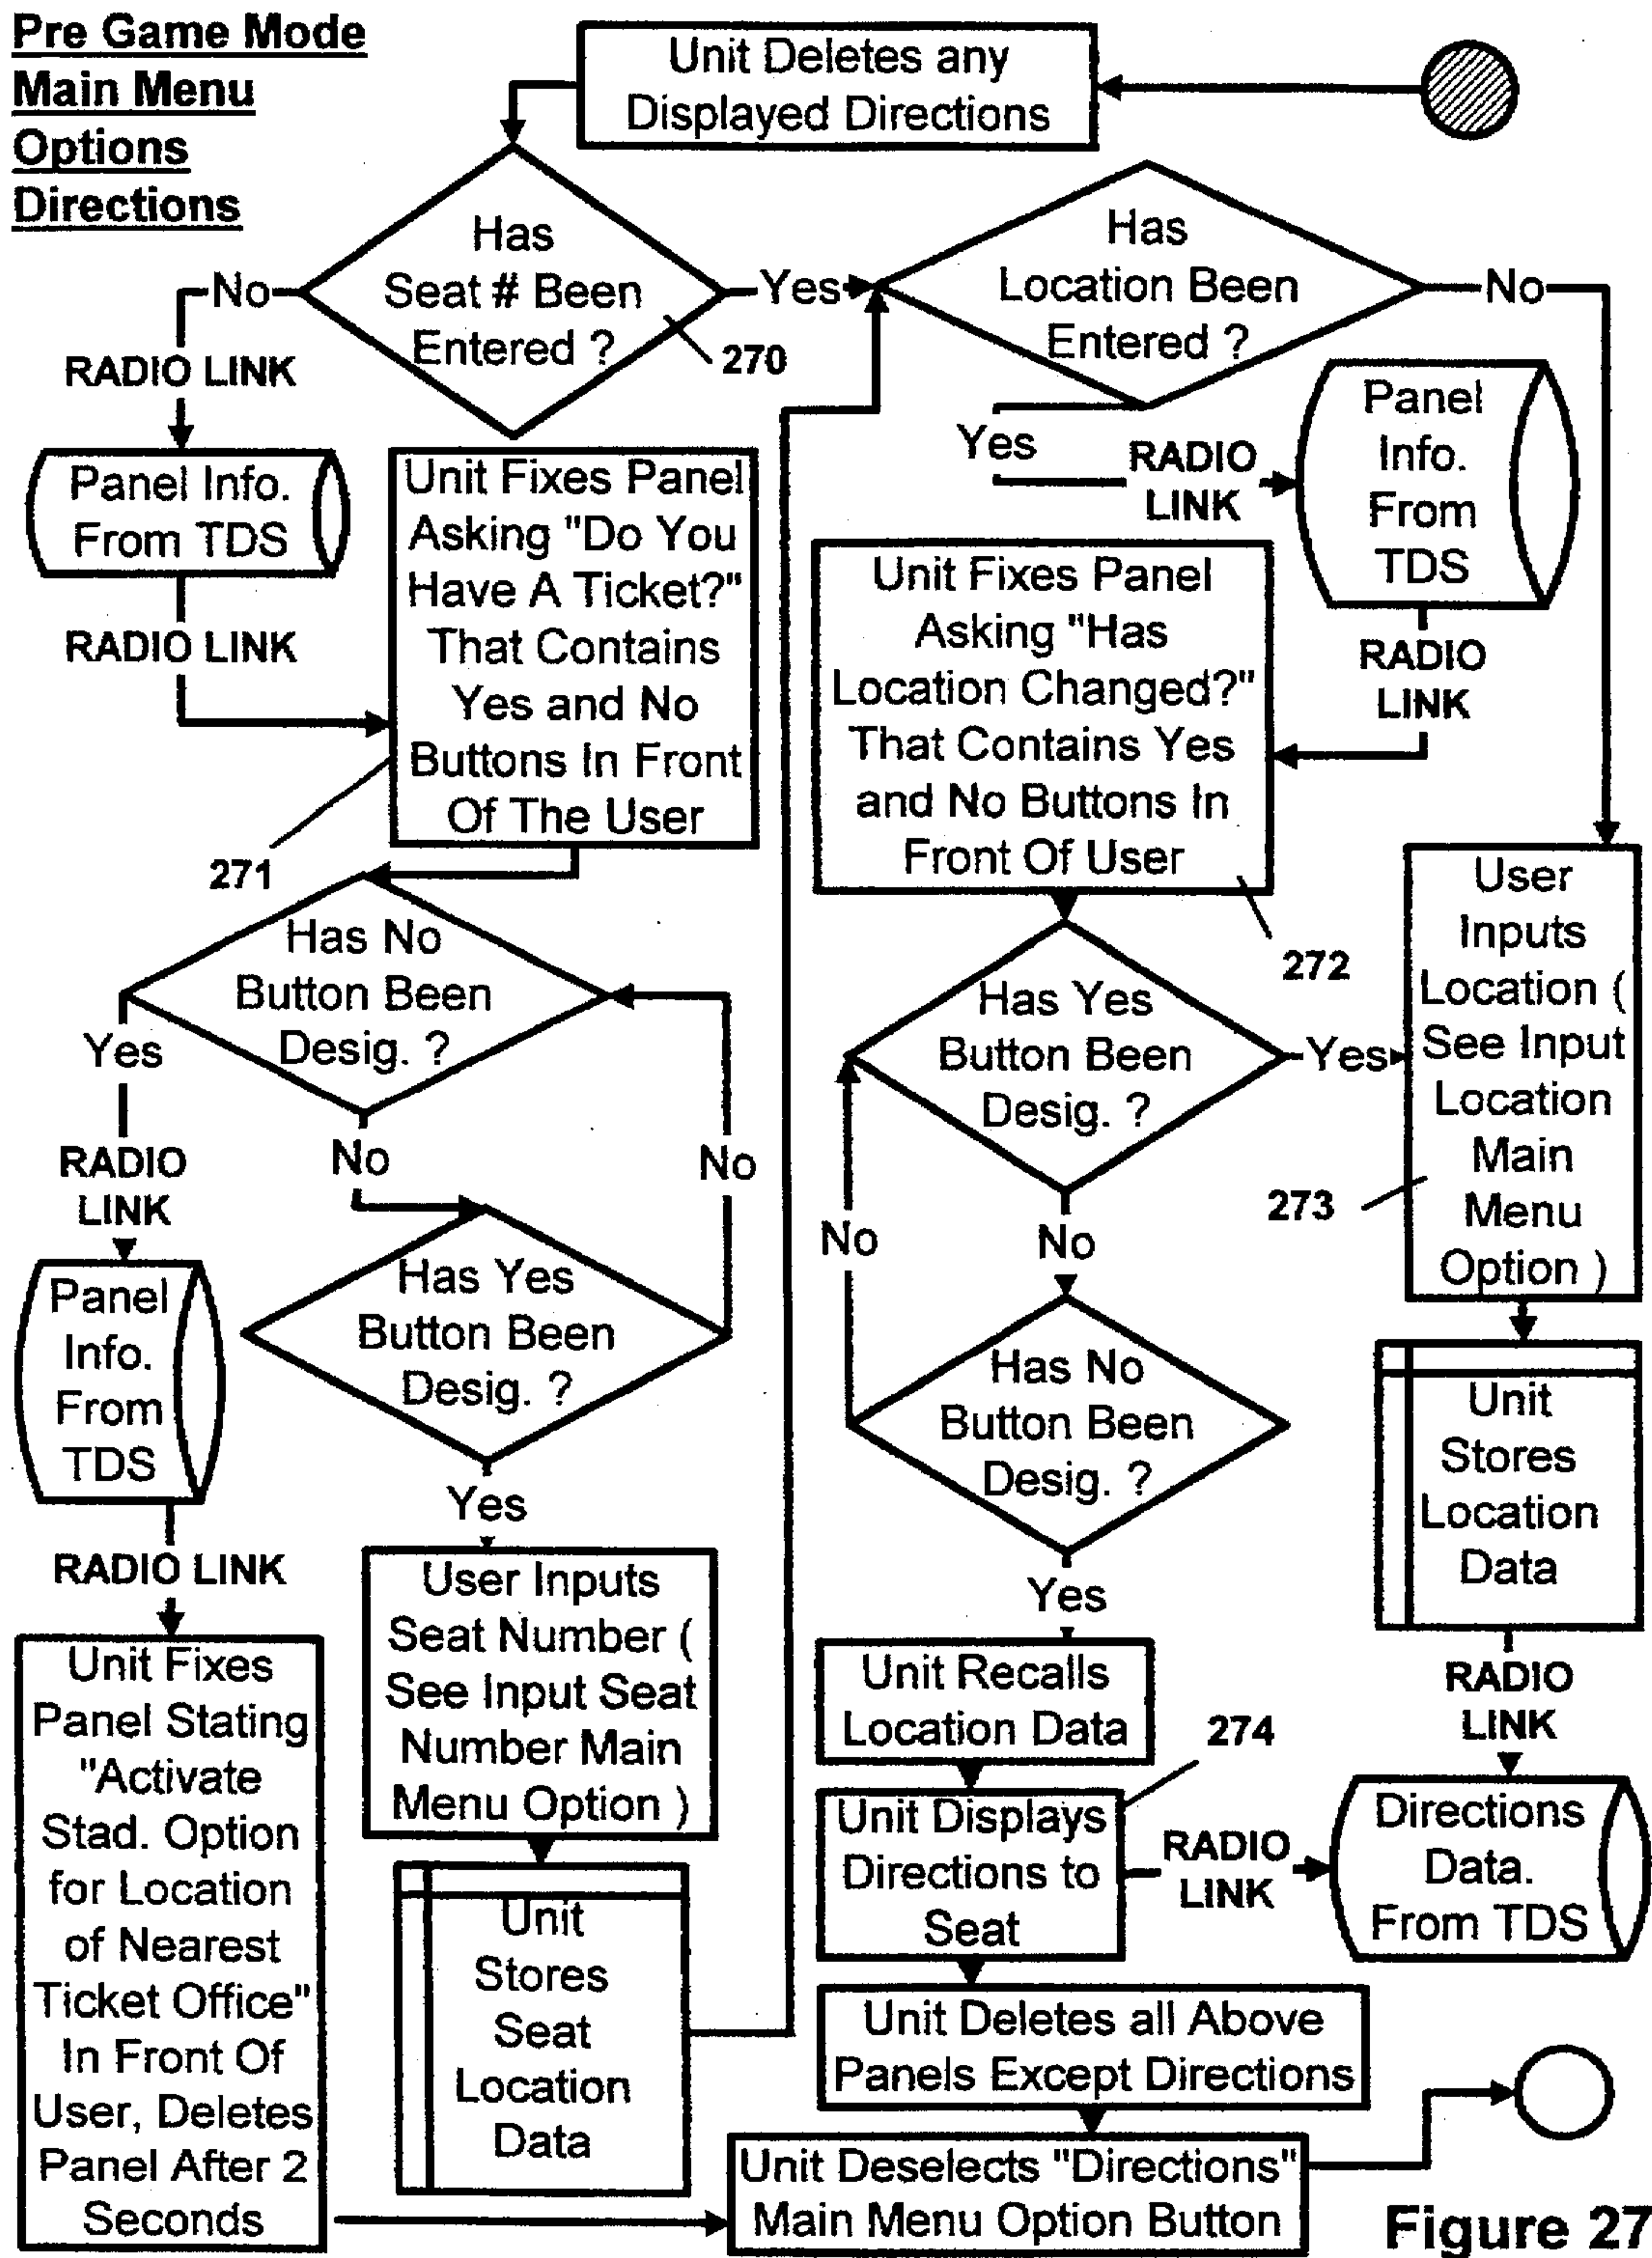 Pre Game Mode
Main Menu
Options
Directions
Unit Deletes any
Displayed Directions
Has
Seat # Been
Entered ?
No
Yes
270
Has
Location Been
Entered ?
No
Yes
RADIO LINK
Panel Info.
From TDS
RADIO LINK
Unit Fixes Panel
Asking "Do You
Have A Ticket?"
That Contains
Yes and No
Buttons In Front
Of The User
271
RADIO
LINK
Panel
Info.
From
TDS
RADIO
LINK
Unit Fixes Panel
Asking "Has
Location Changed?"
That Contains Yes
and No Buttons In
Front Of User
272
Has No
Button Been
Desig. ?
Yes
No
No
RADIO
LINK
Panel
Info.
From
TDS
RADIO LINK
Unit Fixes
Panel Stating
"Activate
Stad. Option
for Location
of Nearest
Ticket Office"
In Front Of
User, Deletes
Panel After 2
Seconds
Has Yes
Button Been
Desig. ?
Yes
User Inputs
Seat Number (
See Input Seat
Number Main
Menu Option )
Unit
Stores
Seat
Location
Data
Has Yes
Button Been
Desig. ?
Yes
No
No
Has No
Button Been
Desig. ?
Yes
Unit Recalls
Location Data
Unit Displays
Directions to
Seat
274
RADIO
LINK
Unit Deletes all Above
Panels Except Directions
Unit Deselects "Directions"
Main Menu Option Button
User
Inputs
Location (
See Input
Location
Main
Menu
Option )
273
Unit
Stores
Location
Data
RADIO
LINK
Directions
Data.
From TDS
Figure 27